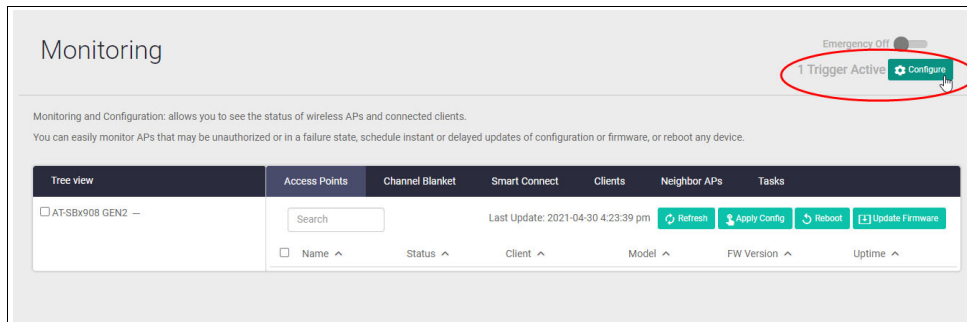 Monitoring
Emergency Off
1 Trigger Active Configure
Monitoring and Configuration: allows you to see the status of wireless APs and connected clients.
You can easily monitor APs that may be unauthorized or in a failure state, schedule instant or delayed updates of configuration or firmware, or reboot any device.
Tree view Access Points Channel Blanket Smart Connect Clients Neighbor APs Tasks
AT-SBx908 GEN2 Search Last Update: 2021-04-30 4:23:39 pm Refresh Apply Config Reboot Update Firmware
Name Status Client Model FW Version Uptime